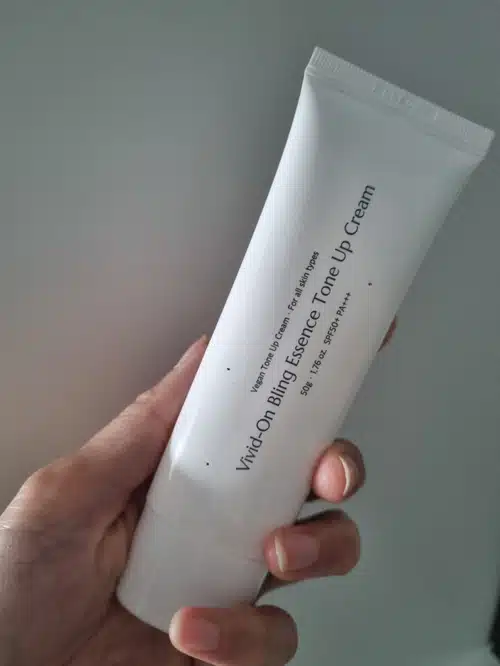 Vegan Tone Up Cream · For all skin types
Vivid-On Bling Essence Tone Up Cream
50g · 1.76 oz. SPF50+ PA+++